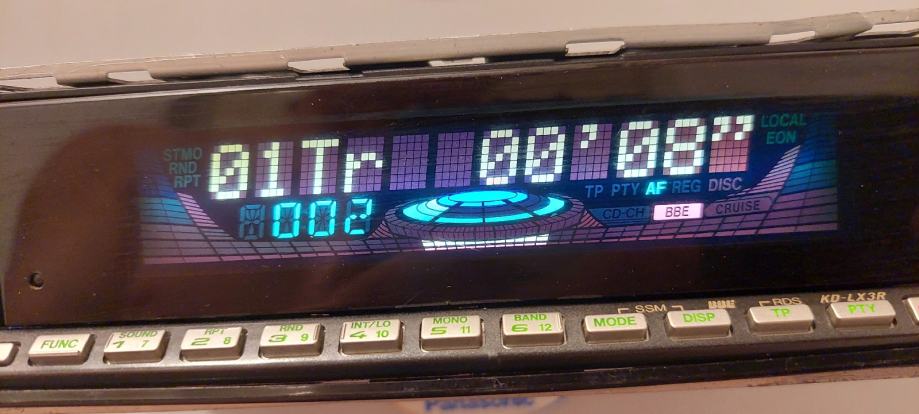 STMO
RND
RPT
01Tr 00'08"
LOCAL
EON
002
TP PTY AF REG DISC
CD-CH BBE CRUISE
SSM BBE RDS KD-LX3R
FUNC
SOUND
1 7
RPT
2 8
RND
3 9
INT/LO
4 10
MONO
5 11
BAND
6 12
MODE
DISP
TP
PTY
Panasonic